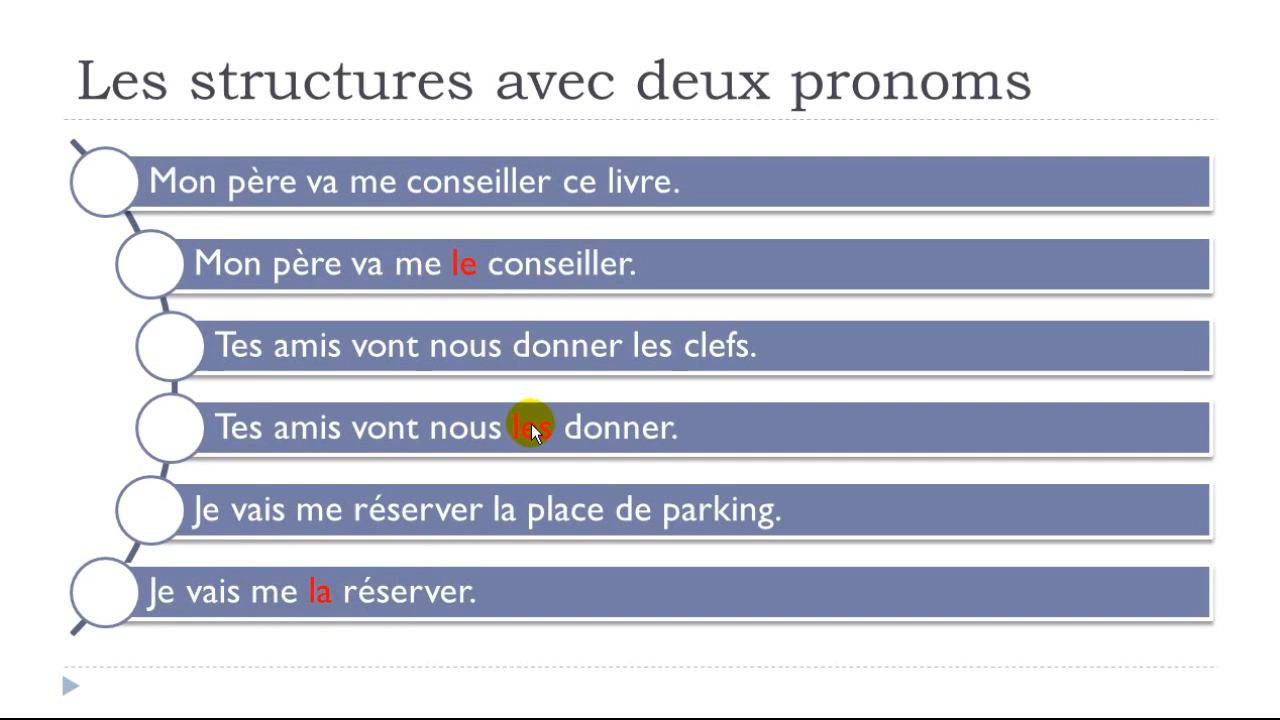 Les structures avec deux pronoms
Mon père va me conseiller ce livre.
Mon père va me le conseiller.
Tes amis vont nous donner les clefs.
Tes amis vont nous les donner.
Je vais me réserver la place de parking.
Je vais me la réserver.